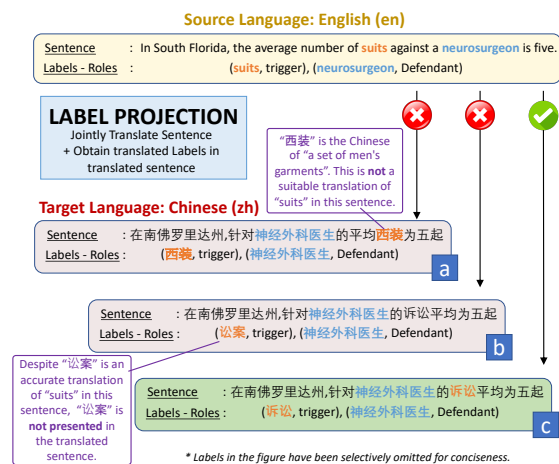 Source Language: English (en)
Sentence : In South Florida, the average number of suits against a neurosurgeon is five.
Labels - Roles : (suits, trigger), (neurosurgeon, Defendant)
LABEL PROJECTION
Jointly Translate Sentence
+ Obtain translated Labels in
translated sentence
“西装” is the Chinese
of “a set of men's
garments”. This is not a
suitable translation of
“suits” in this sentence.
Target Language: Chinese (zh)
Sentence : 在南佛罗里达州,针对神经外科医生的平均西装为五起
Labels - Roles : (西装, trigger), (神经外科医生, Defendant)
a
Sentence : 在南佛罗里达州,针对神经外科医生的诉讼平均为五起
Labels - Roles : (讼案, trigger), (神经外科医生, Defendant)
b
Despite “讼案” is an
accurate translation
of “suits” in this
sentence, “讼案” is
not presented in
the translated
sentence.
Sentence : 在南佛罗里达州,针对神经外科医生的诉讼平均为五起
Labels - Roles : (诉讼, trigger), (神经外科医生, Defendant)
c
* Labels in the figure have been selectively omitted for conciseness.